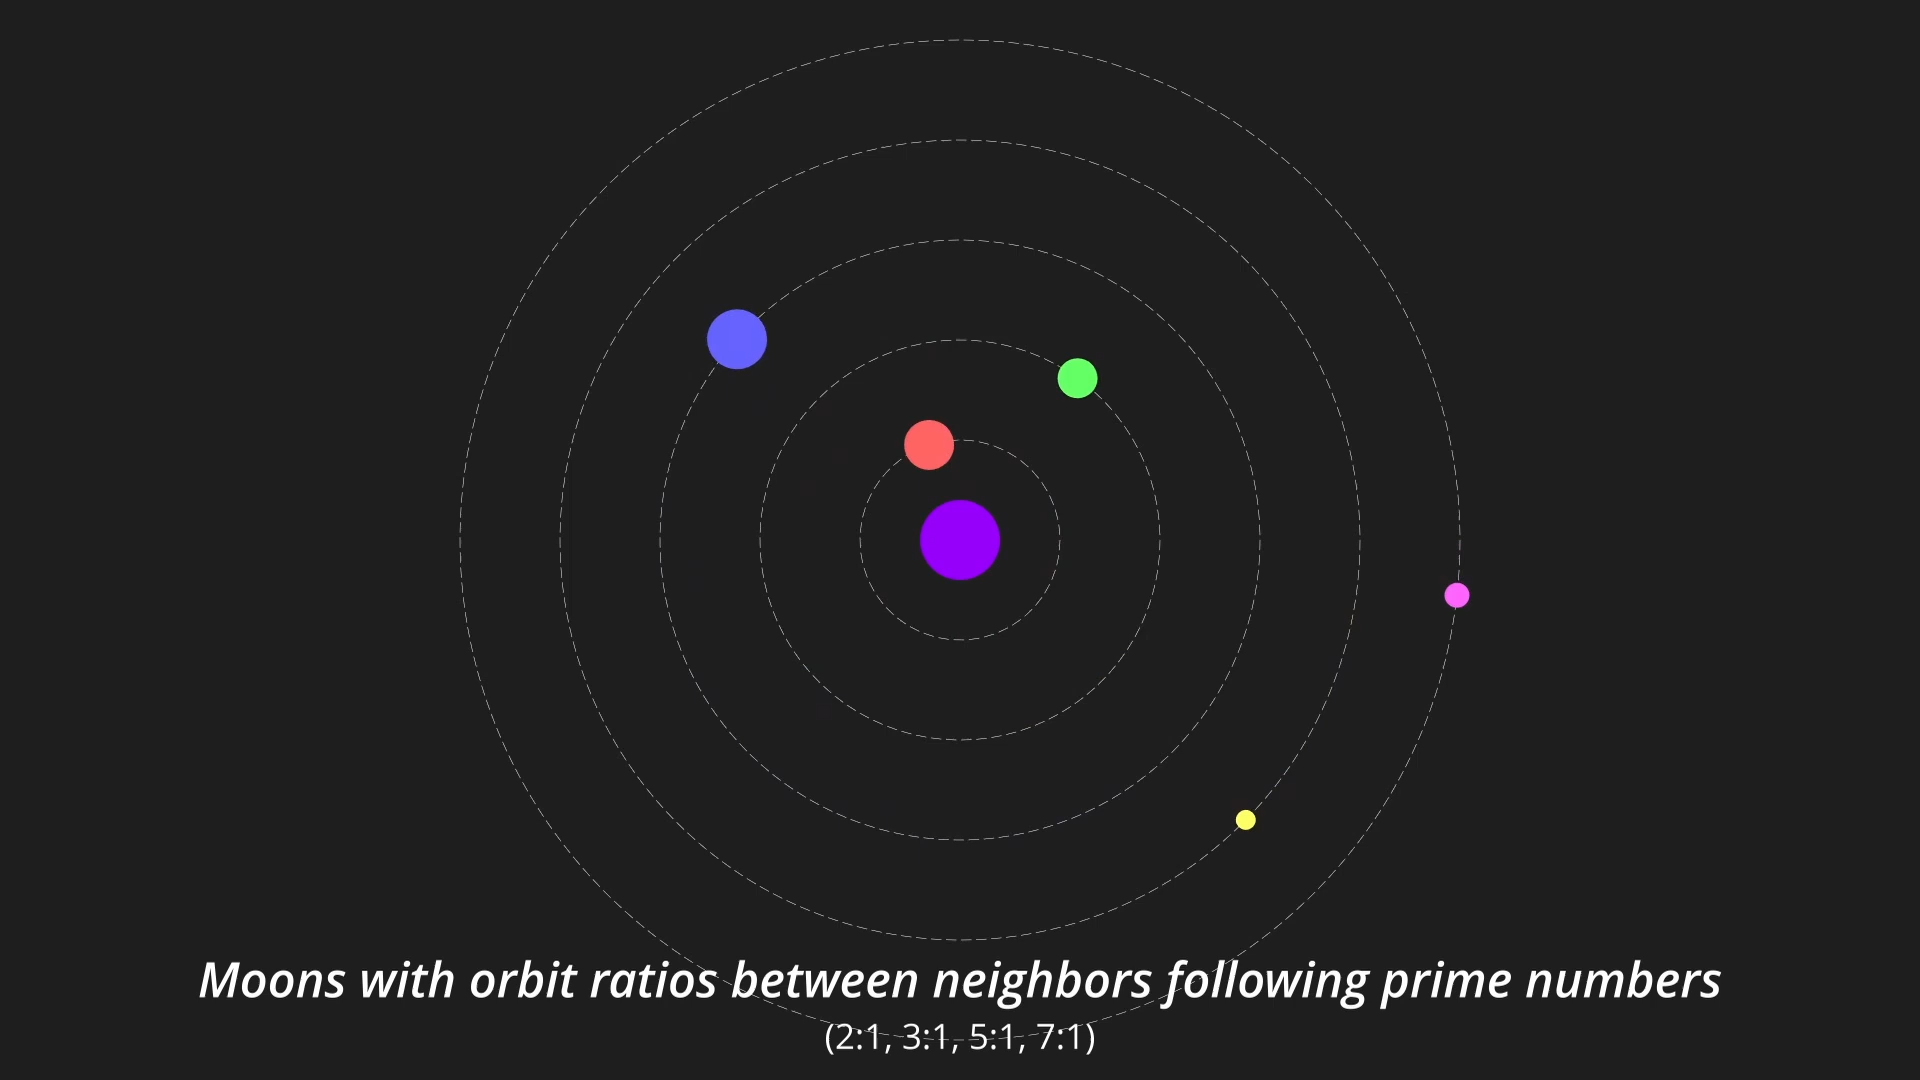 Moons with orbit ratios between neighbors following prime numbers
(2:1, 3:1, 5:1, 7:1)